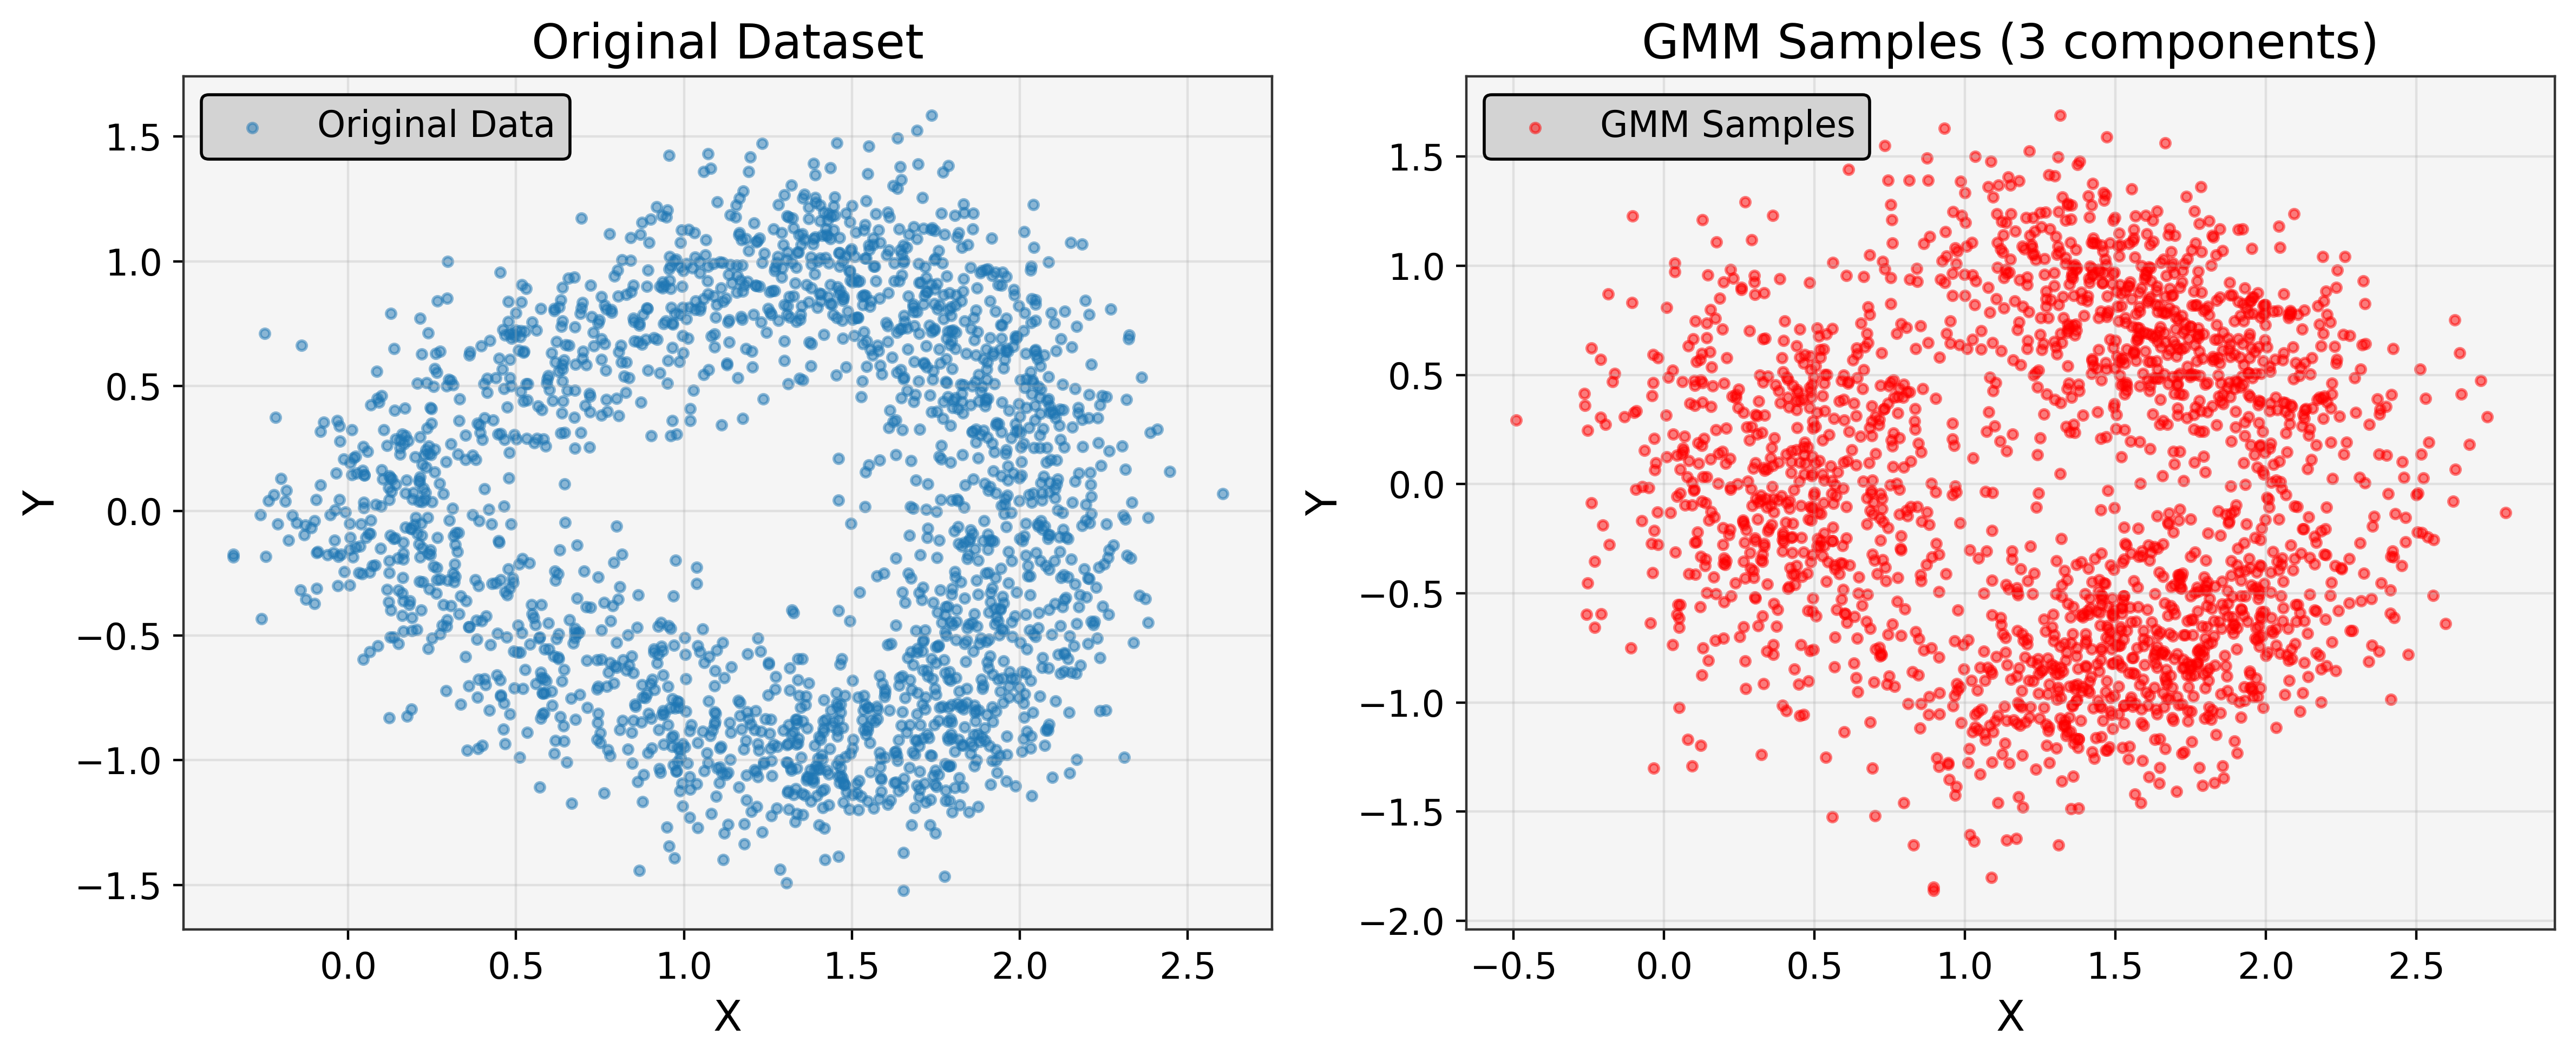 Original Dataset
Original Data
Y
1.5
1.0
0.5
0.0
−0.5
−1.0
−1.5
0.0 0.5 1.0 1.5 2.0 2.5
X
GMM Samples (3 components)
GMM Samples
Y
1.5
1.0
0.5
0.0
−0.5
−1.0
−1.5
−2.0
−0.5 0.0 0.5 1.0 1.5 2.0 2.5
X